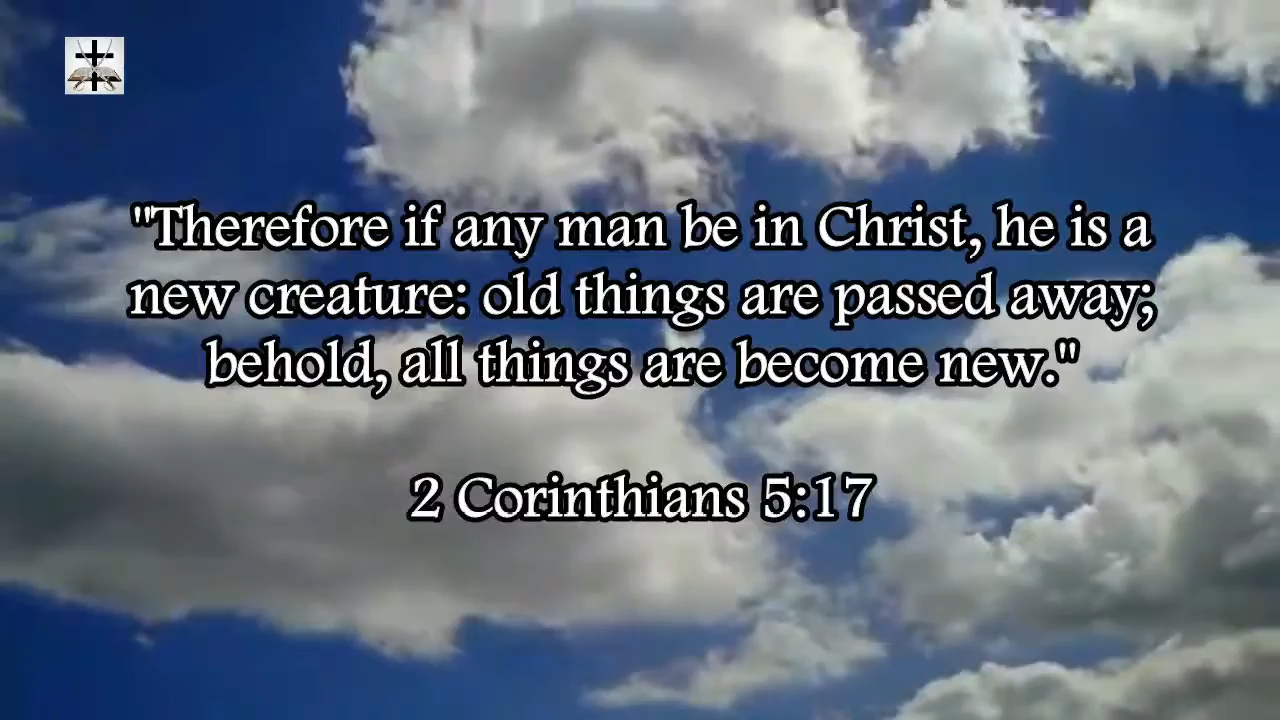 "Therefore if any man be in Christ, he is a
new creature: old things are passed away;
behold, all things are become new."
2 Corinthians 5:17